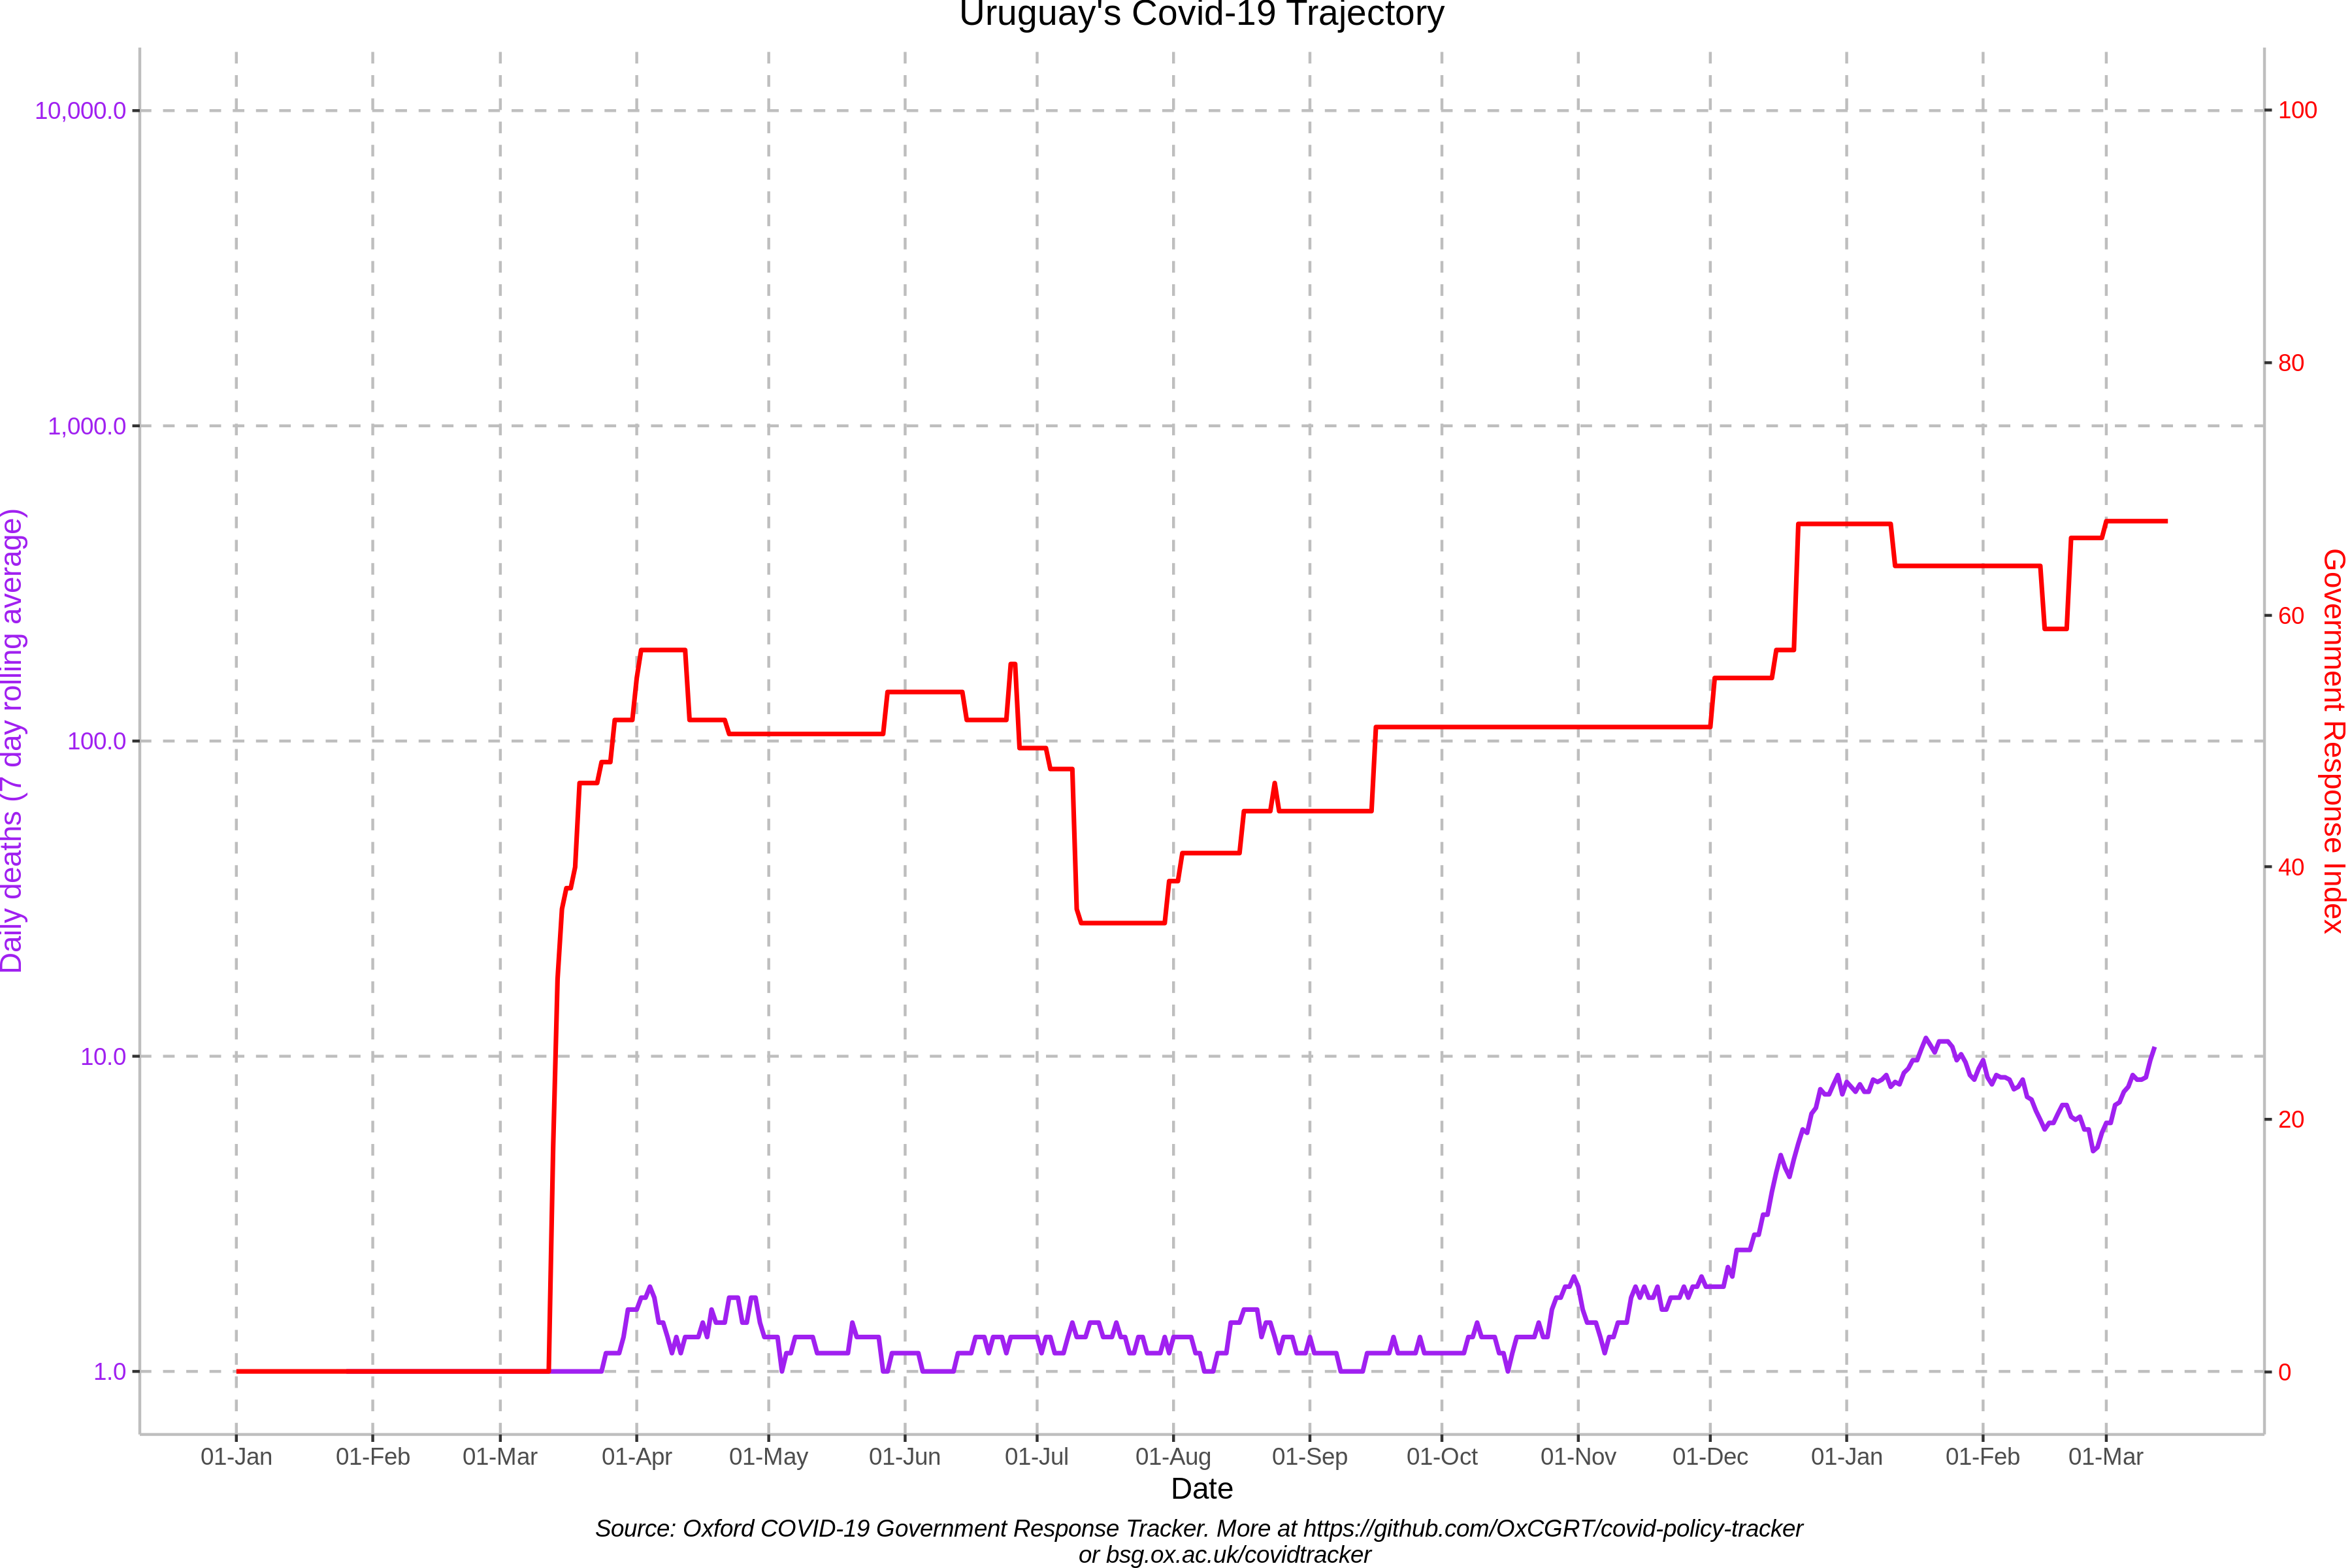 Uruguay's Covid-19 Trajectory
10,000.0
1,000.0
100.0
10.0
1.0
Daily deaths (7 day rolling average)
100
80
60
40
20
0
Government Response Index
01-Jan
01-Feb
01-Mar
01-Apr
01-May
01-Jun
01-Jul
01-Aug
01-Sep
01-Oct
01-Nov
01-Dec
01-Jan
01-Feb
01-Mar
Date
Source: Oxford COVID-19 Government Response Tracker. More at https://github.com/OxCGRT/covid-policy-tracker
or bsg.ox.ac.uk/covidtracker